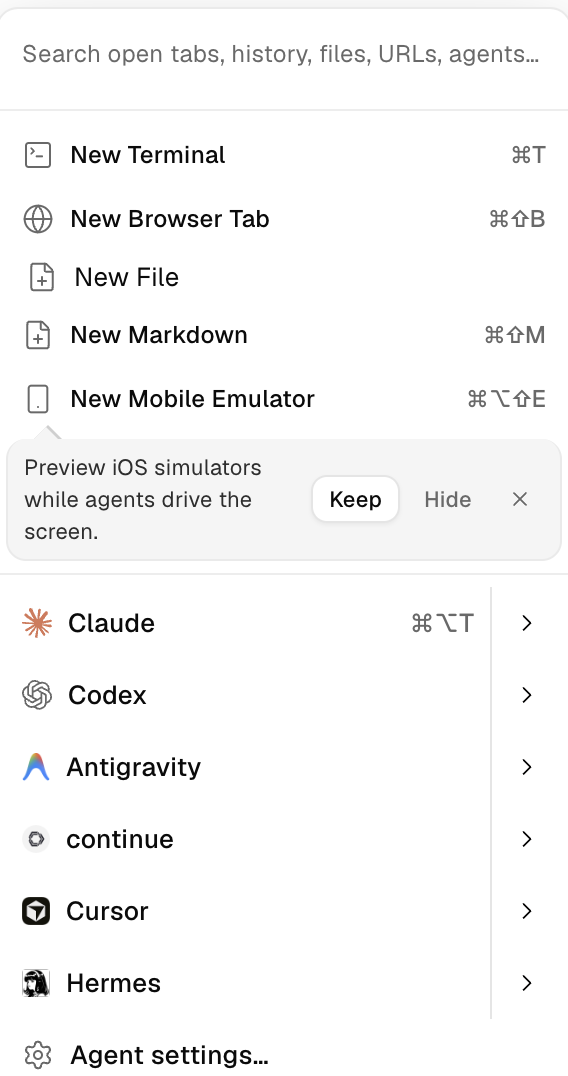 Search open tabs, history, files, URLs, agents...
New Terminal ⌘T
New Browser Tab ⌘⇧B
New File
New Markdown ⌘⇧M
New Mobile Emulator ⌘⌥⇧E
Preview iOS simulators
while agents drive the
screen.
Keep Hide ×
Claude ⌘⌥T
Codex
Antigravity
continue
Cursor
Hermes
Agent settings...